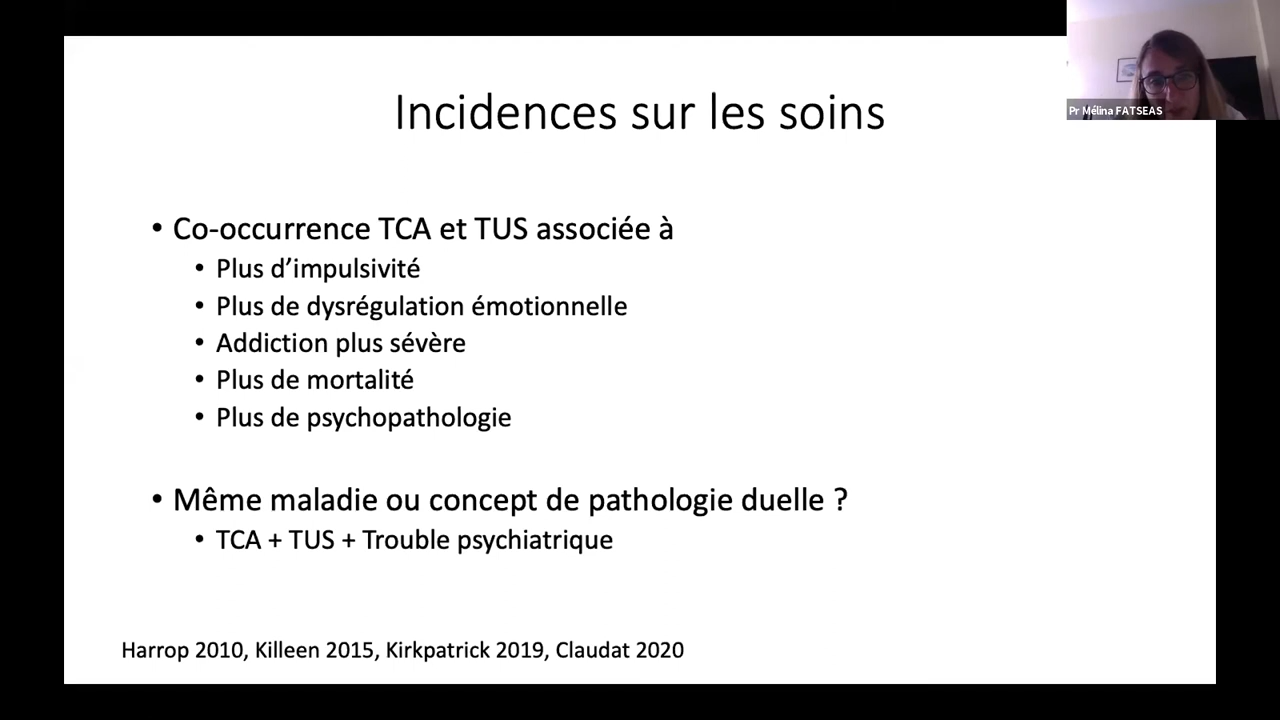 Incidences sur les soins
Pr Mélina FATSEAS
• Co-occurrence TCA et TUS associée à
• Plus d’impulsivité
• Plus de dysrégulation émotionnelle
• Addiction plus sévère
• Plus de mortalité
• Plus de psychopathologie
• Même maladie ou concept de pathologie duelle ?
• TCA + TUS + Trouble psychiatrique
Harrop 2010, Killeen 2015, Kirkpatrick 2019, Claudat 2020